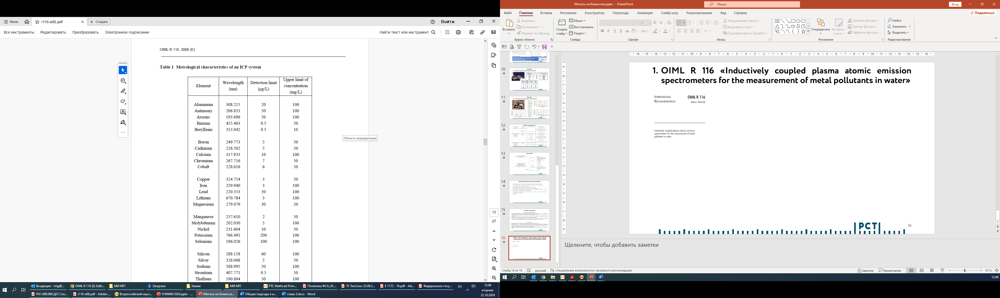 Меню
r116-e06.pdf
Создать
Войти
Все инструменты Редактировать Преобразовать Электронное подписание
Найти текст или инструмент
OIML R 116: 2006 (E)
Table 1 Metrological characteristics of an ICP system
Element Wavelength (nm) Detection limit (µg/L) Upper limit of concentration (mg/L)
Aluminum 308.215 20 100
Antimony 206.833 50 100
Arsenic 193.696 50 100
Barium 455.403 0.5 50
Beryllium 313.042 0.5 10
Boron 249.773 5 50
Cadmium 226.502 5 50
Calcium 317.933 10 100
Chromium 267.716 7 50
Cobalt 228.616 6 50
Copper 324.754 3 50
Iron 259.940 3 100
Lead 220.353 50 100
Lithium 670.784 3 100
Magnesium 279.079 30 20
Manganese 257.610 2 50
Molybdenum 202.030 5 100
Nickel 231.604 10 50
Potassium 766.491 200 100
Selenium 196.026 100 100
Silicon 288.158 60 100
Silver 328.068 5 50
Sodium 588.995 50 100
Strontium 407.771 0.5 50
Thallium 190.864 50 100
Область аккредитации
12
27
Входящие - mig@... OIML R 116 (E) Editi... МИ МП Загрузки Химик МИ МП PTC Mathcad Prim... Политика ФСА_03.... ТУ ЭкоСенс 23.08.2... E 1172 - 16.pdf - Ad... Федеральное госу...
РА1.000.000 Д22 Спе... r116-e06.pdf - Adobe ... Всероссийский науч... УНИИМ 2024.pptx - ... Мигаль на Комисси... Общие подходы к и... глава 3.docx - Word
EN
12:49
вторник
22.10.2024
Мигаль на Комиссию.pptx - PowerPoint
Поиск
Вход
Файл Главная Вставка Рисование Конструктор Переходы Анимация Слайд-шоу Рецензирование Вид Справка
Поделиться
Вставить
Вырезать
Копировать
Формат по образцу
Буфер обмена
Создать слайд
Макет
Восстановить
Раздел
Слайды
28
Ж К Ч S ab AV Aa А
Шрифт
Направление текста
Выровнять текст
Преобразовать в SmartArt
Абзац
Упорядочить
Экспресс-стили
Заливка фигуры
Контур фигуры
Эффекты фигуры
Рисование
Найти
Заменить
Выделить
Редактирование
10
11
12
Область аккредитации
13
14
15
16
1. OIML R 116 «Inductively coupled plasma atomic emission
spectrometers for the measurement of metal pollutants in water»
INTERNATIONAL
RECOMMENDATION
OIML R 116
Edition 2006 (E)
Inductively coupled plasma atomic emission
spectrometers for the measurement of metal
pollutants in water
РСТ
16
Щелкните, чтобы добавить заметки
Слайд 16 из 16 русский Специальные возможности: проверьте рекомендации
Заметки Примечания 92 %
12:49